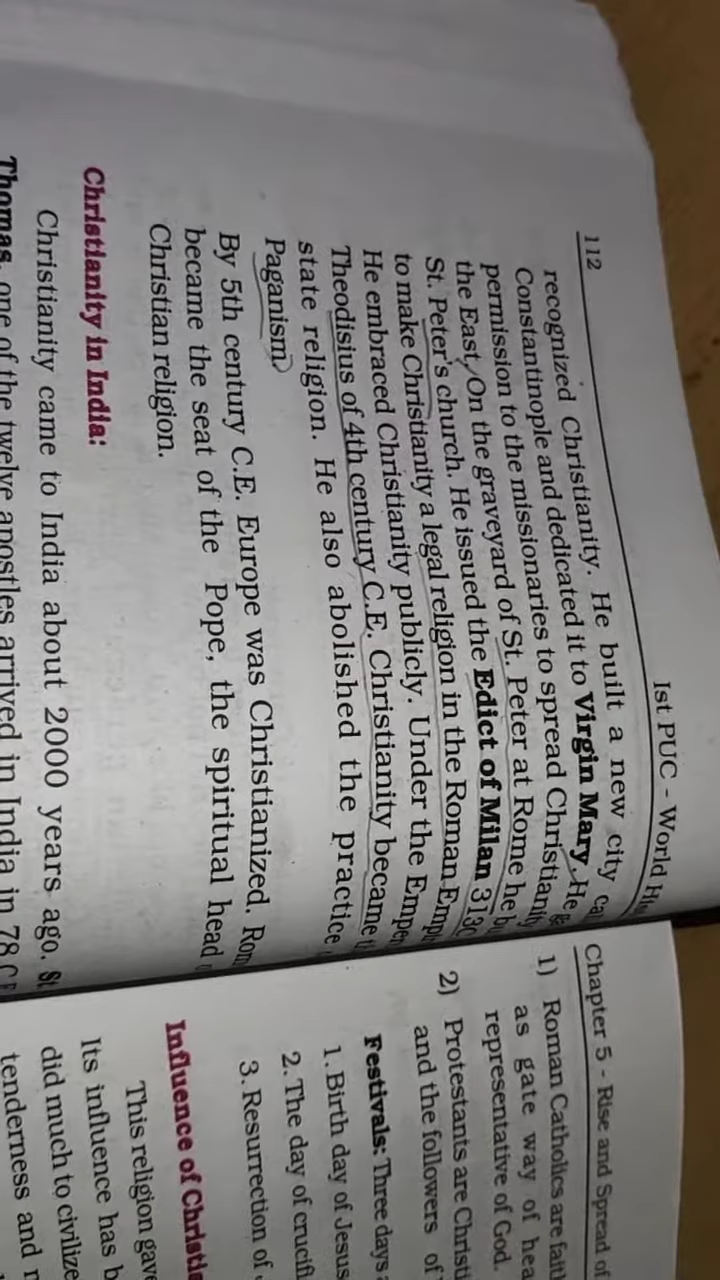 112
Ist PUC - World His
recognized Christianity. He built a new city ca
Constantinople and dedicated it to Virgin Mary. He
permission to the missionaries to spread Christianity
the East. On the graveyard of St. Peter at Rome he
St. Peter's church. He issued the Edict of Milan 313
to make Christianity a legal religion in the Roman Emp
He embraced Christianity publicly. Under the Emper
Theodisius of 4th century C.E. Christianity became
state religion. He also abolished the practice
Paganism.
By 5th century C.E. Europe was Christianized. Rom
became the seat of the Pope, the spiritual head
Christian religion.
Christianity in India:
Christianity came to India about 2000 years ago. St
Thomas, one of the twelve apostles arrived in India in 78
Chapter 5 - Rise and Spread of
1) Roman Catholics are faith
as gate way of hea
representative of God.
2) Protestants are Christi
and the followers of
Festivals: Three days
1. Birth day of Jesus
2. The day of crucifi
3. Resurrection of
Influence of Christia
This religion gave
Its influence has b
did much to civilize
tenderness and